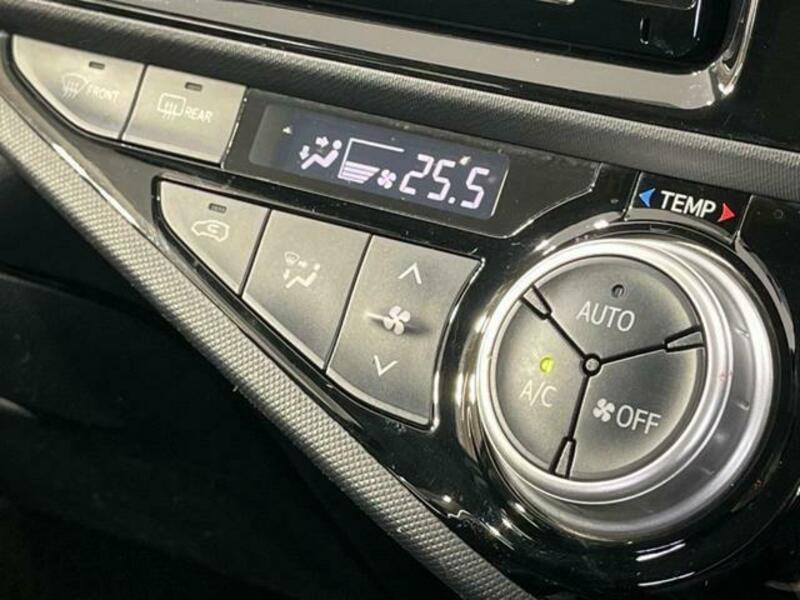 FRONT
REAR
25.5
TEMP
AUTO
A/C
OFF